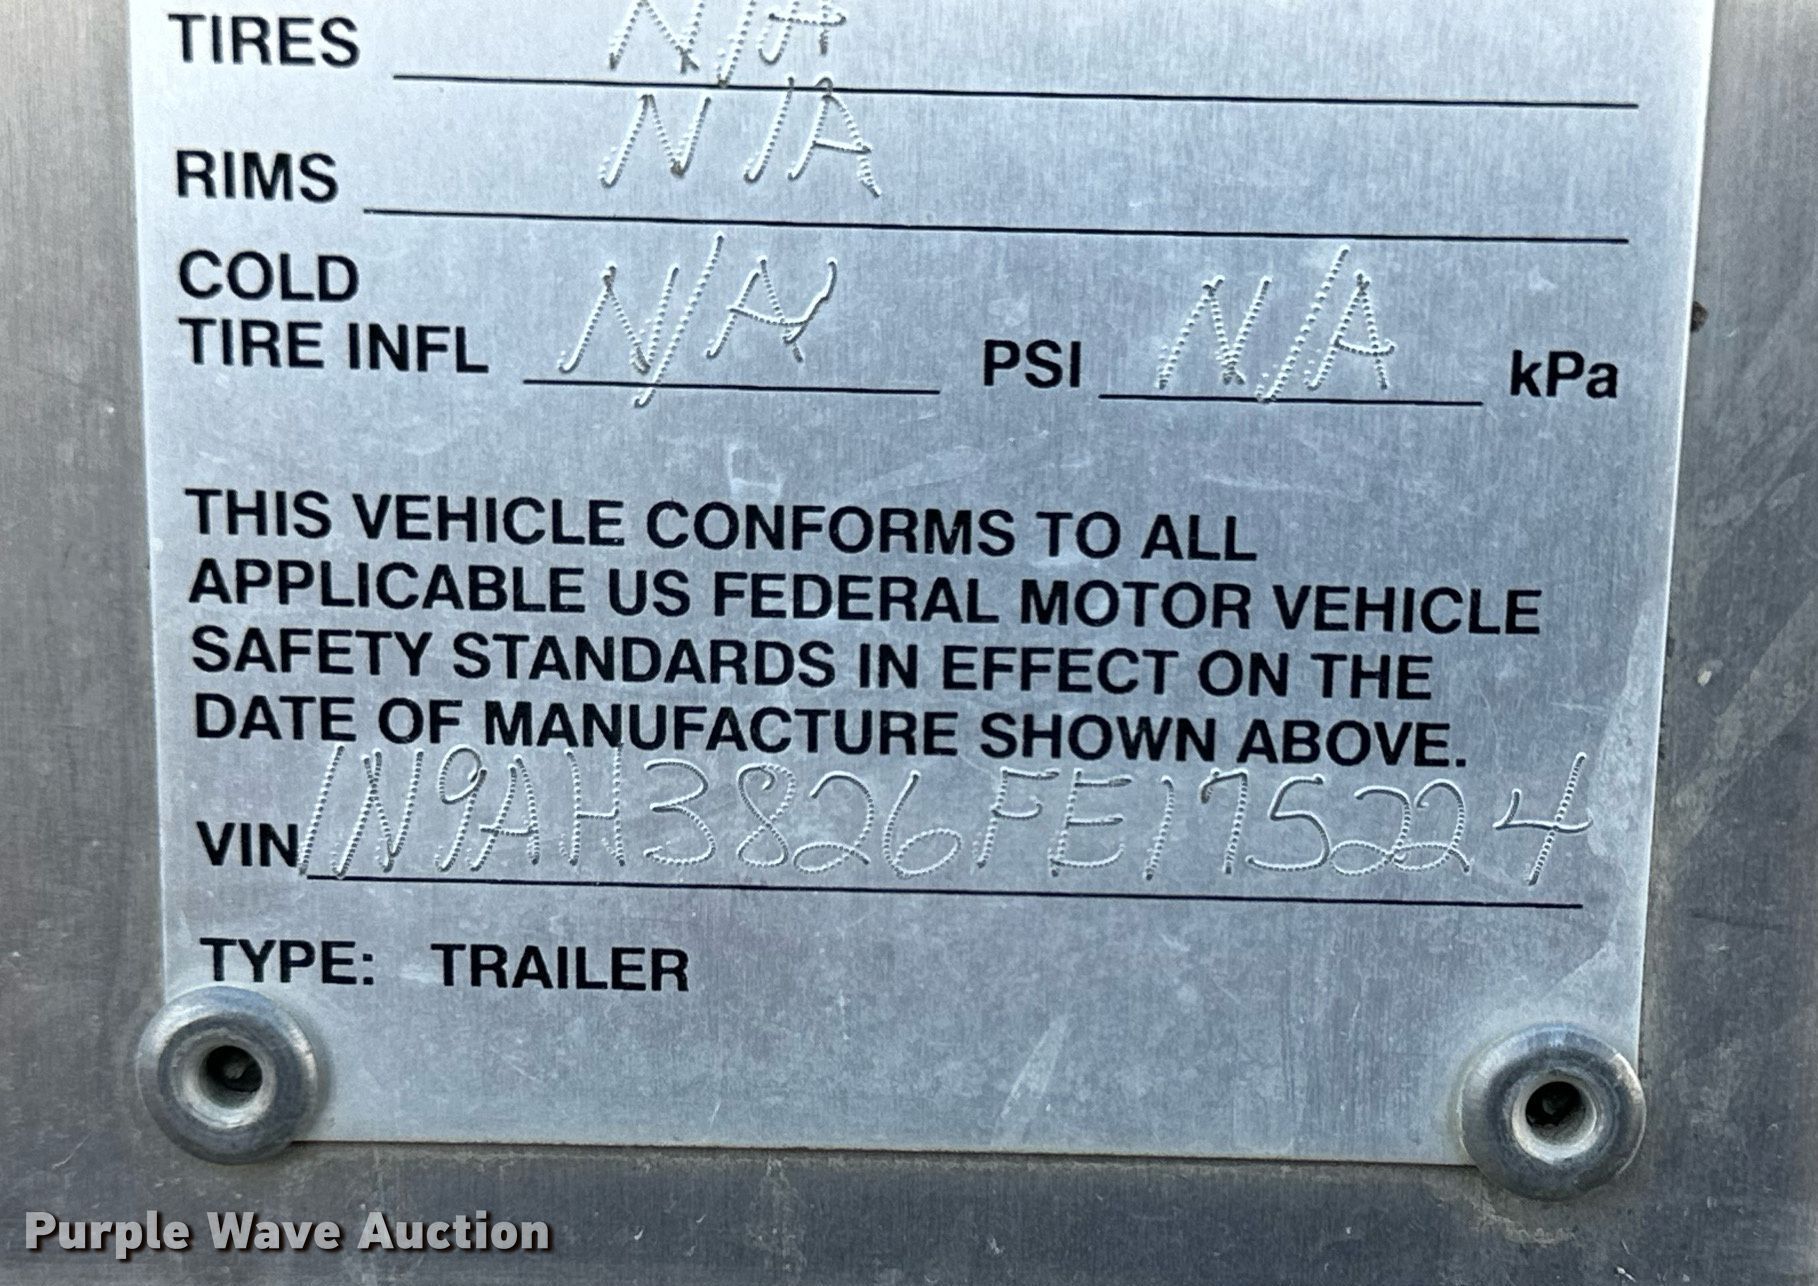 TIRES N/A
RIMS N/A
COLD
TIRE INFL N/A PSI N/A kPa
THIS VEHICLE CONFORMS TO ALL
APPLICABLE US FEDERAL MOTOR VEHICLE
SAFETY STANDARDS IN EFFECT ON THE
DATE OF MANUFACTURE SHOWN ABOVE.
VIN 1N9AH3826FE175224
TYPE: TRAILER
Purple Wave Auction